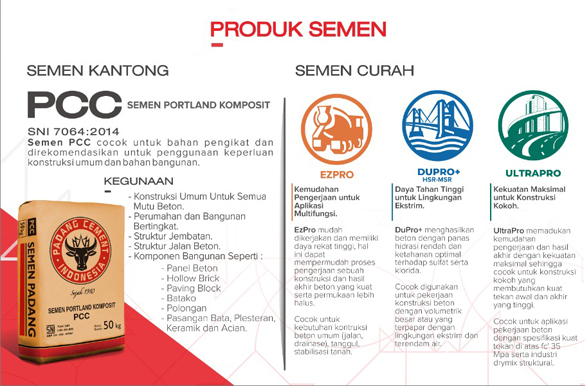 PRODUK SEMEN
SEMEN KANTONG
PCC SEMEN PORTLAND KOMPOSIT
SNI 7064:2014
Semen PCC cocok untuk bahan pengikat dan
direkomendasikan untuk penggunaan keperluan
konstruksi umum dan bahan bangunan.
KEGUNAAN
- Konstruksi Umum Untuk Semua
Mutu Beton.
- Perumahan dan Bangunan
Bertingkat.
- Struktur Jembatan.
- Struktur Jalan Beton.
- Komponen Bangunan Seperti :
- Panel Beton
- Hollow Brick
- Paving Block
- Batako
- Polongan
- Pasangan Bata, Plesteran,
Keramik dan Acian.
PCC
50 kg
SEMEN PADANG
PADANG CEMENT
INDONESIA
Sejak 1910
SEMEN PORTLAND KOMPOSIT
PCC
SNI
50 kg
SEMEN CURAH
EZPRO
Kemudahan
Pengerjaan untuk
Aplikasi
Multifungsi.
EzPro mudah
dikerjakan dan memiliki
daya rekat tinggi, hal
ini dapat
mempermudah proses
pengerjaan sebuah
konstruksi dan hasil
akhir beton yang kuat
serta permukaan lebih
halus.
Cocok untuk
kebutuhan kontruksi
beton umum (jalan,
drainase), tanggul,
stabilisasi tanah.
DUPRO+
HSR-MSR
Daya Tahan Tinggi
untuk Lingkungan
Ekstrim.
DuPro+ menghasilkan
beton dengan panas
hidrasi rendah dan
ketahanan optimal
terhadap sulfat serta
klorida.
Cocok digunakan
untuk pekerjaan
konstruksi beton
dengan volumetrik
besar atau yang
terpapar dengan
lingkungan ekstrim dan
terendam air.
ULTRAPRO
Kekuatan Maksimal
untuk Konstruksi
Kokoh.
UltraPro memadukan
kemudahan
pengerjaan dan hasil
akhir dengan kekuatan
maksimal sehingga
cocok untuk konstruksi
kokoh yang
membutuhkan kuat
tekan awal dan akhir
yang tinggi.
Cocok untuk aplikasi
pekerjaan beton
dengan spesifikasi kuat
tekan di atas fc' 35
Mpa serta industri
drymix struktural.